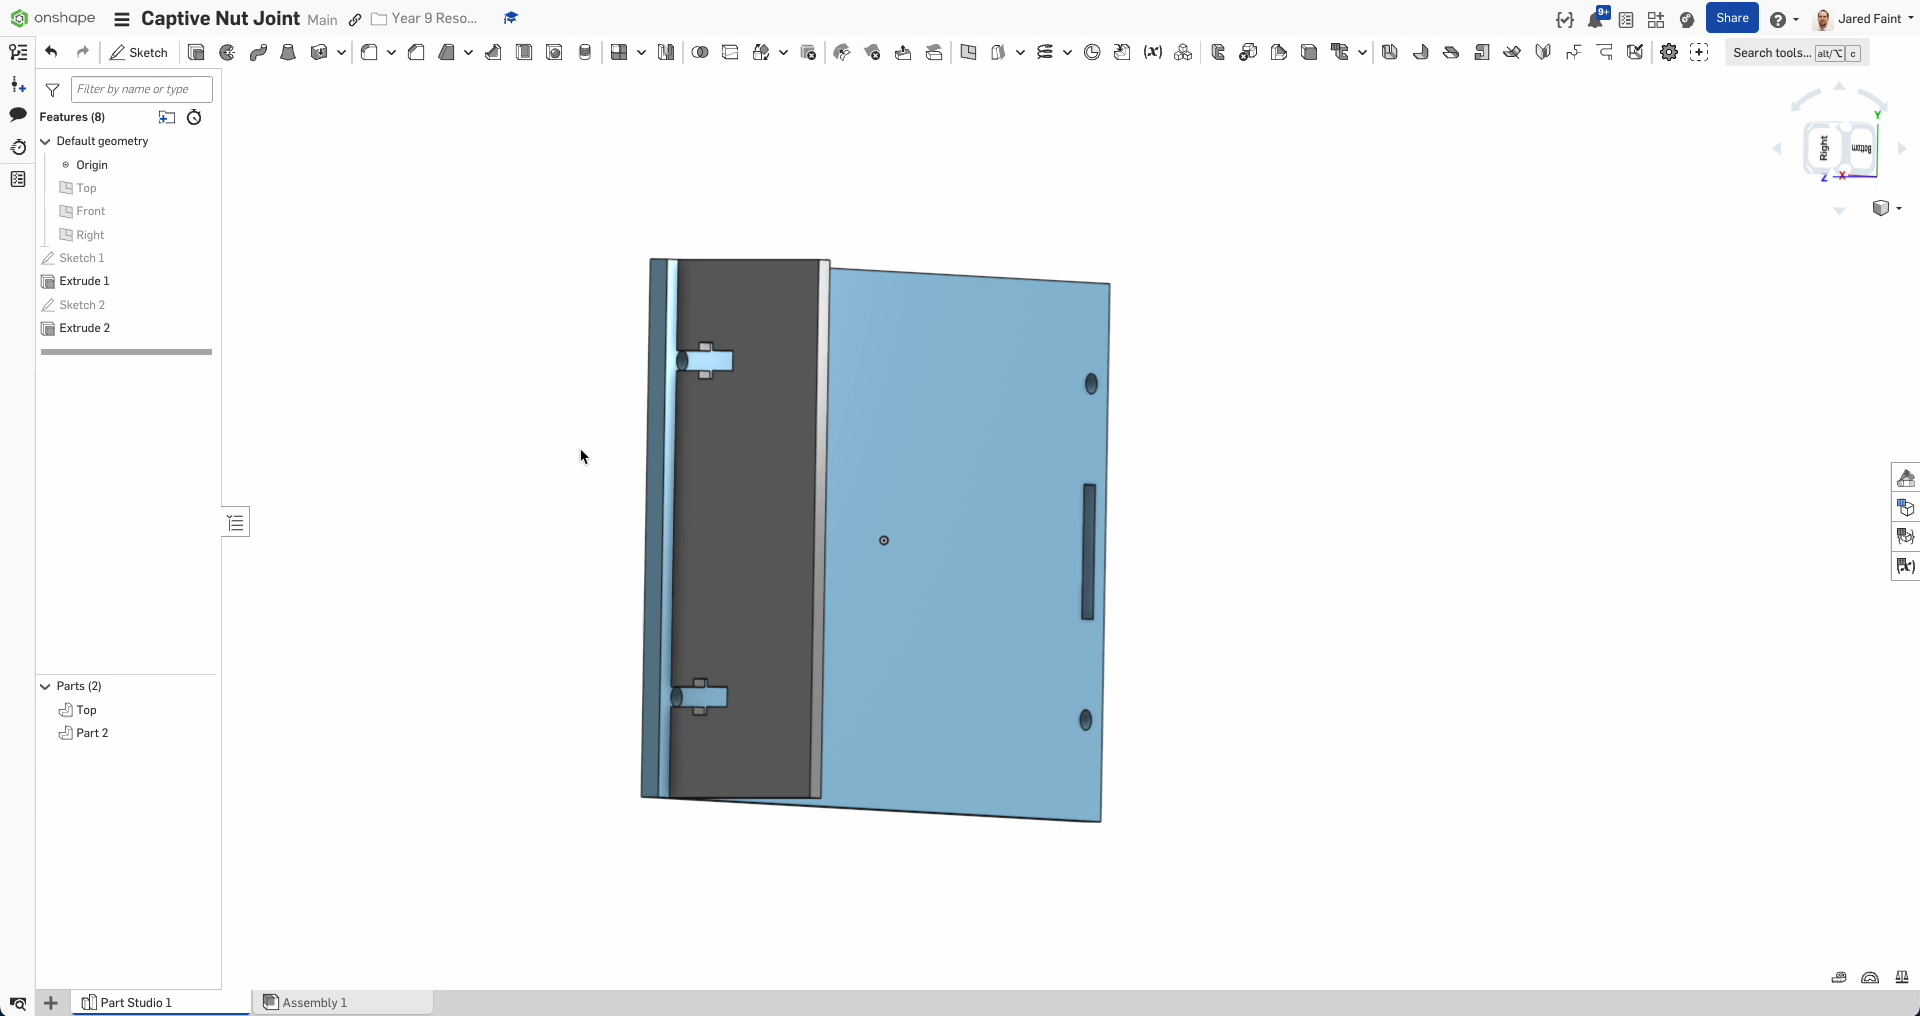 onshape
Captive Nut Joint Main Year 9 Reso...
9+
Share
Jared Faint
Sketch
(x)
Search tools... alt/⌥ c
Filter by name or type
Features (8)
Default geometry
Origin
Top
Front
Right
Sketch 1
Extrude 1
Sketch 2
Extrude 2
Parts (2)
Top
Part 2
Y
Right
Bottom
Z
X
Part Studio 1
Assembly 1